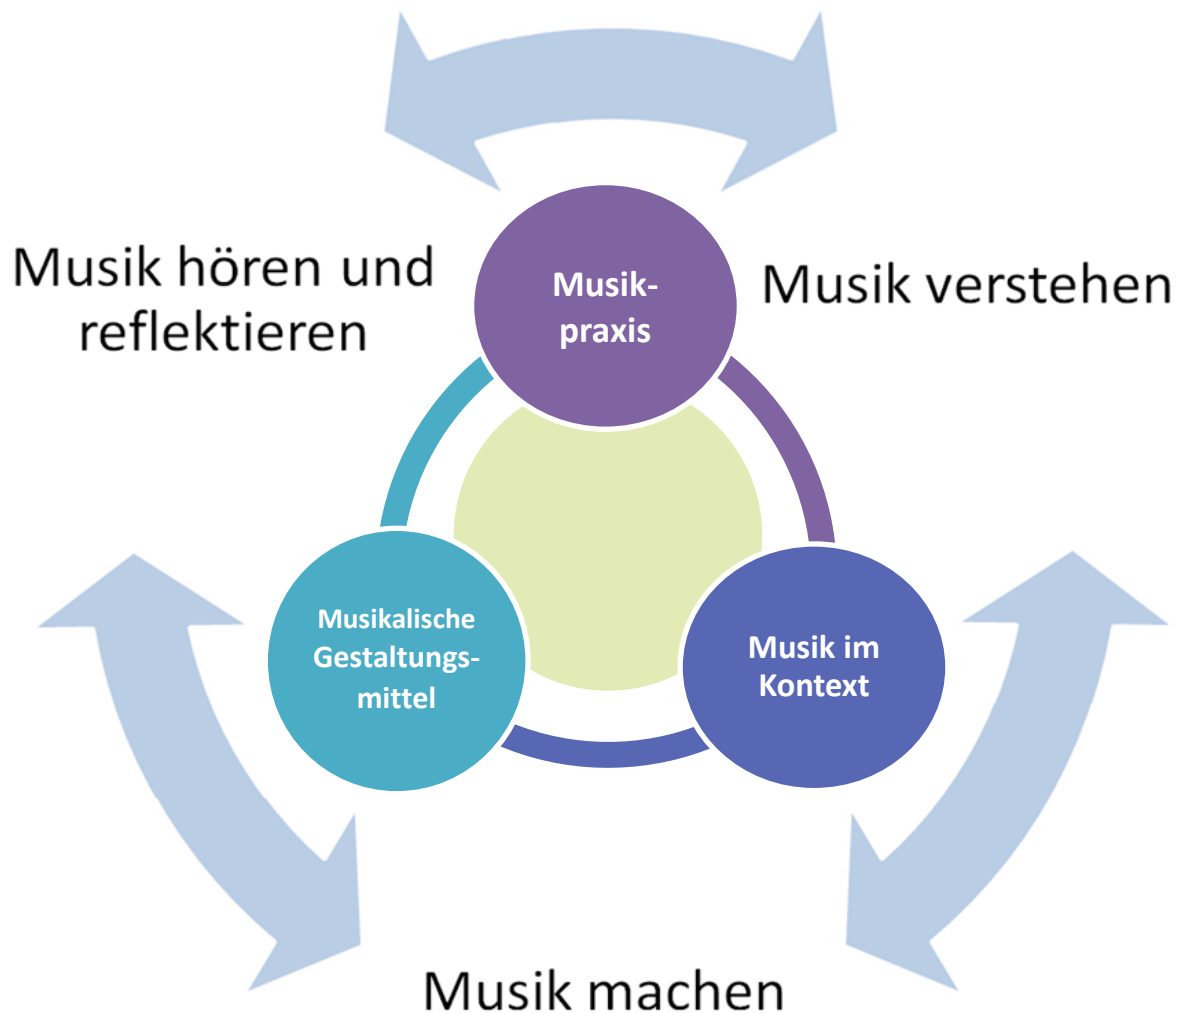 Musik hören und
reflektieren
Musik-
praxis
Musik verstehen
Musikalische
Gestaltungs-
mittel
Musik im
Kontext
Musik machen